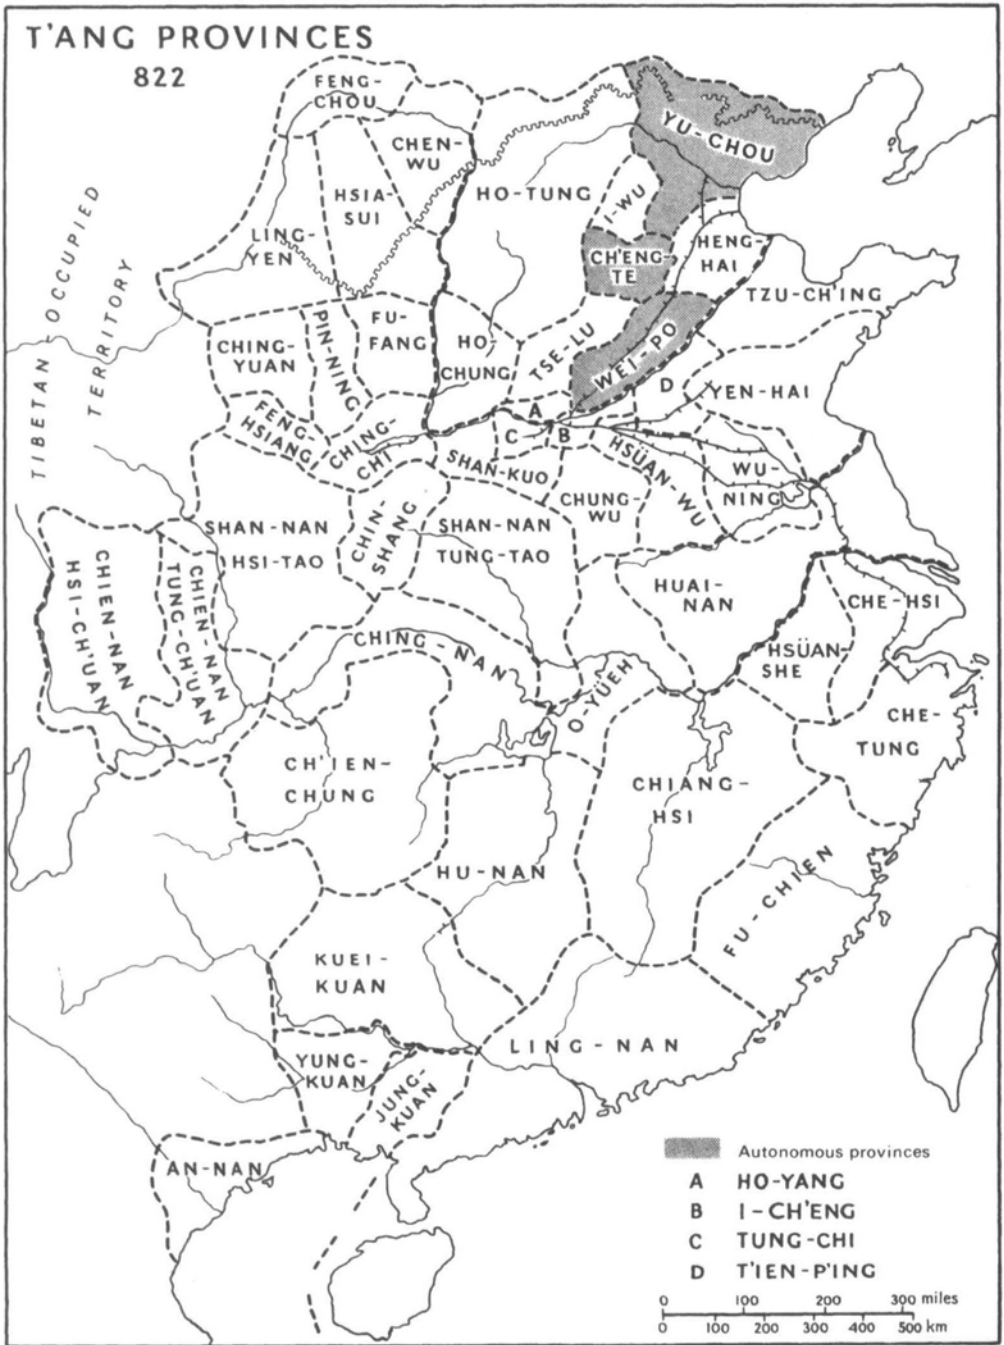 T'ANG PROVINCES
822
FENG-
CHOU
CHEN-
WU
HSIA-
SUI
LING-
YEN
HO-TUNG
YU-CHOU
I-WU
CH'ENG-
TE
HENG-
HAI
TZU-CH'ING
TIBETAN OCCUPIED
TERRITORY
CHING-
YUAN
PIN-NING
FU-
FANG
HO-
CHUNG
TSE-LU
WEI-PO
D
YEN-HAI
A
C
B
FENG-
HSIANG
CHING-
CHI
SHAN-KUO
HSÜAN-WU
WU-
NING
CHUNG-
WU
SHAN-NAN
HSI-TAO
CHIN-
SHANG
SHAN-NAN
TUNG-TAO
CHIEN-NAN
HSI-CH'UAN
CHIEN-NAN
TUNG-CH'UAN
HUAI-
NAN
CHE-HSI
HSÜAN-
SHE
CHING-NAN
O-YÜEH
CHE-
TUNG
CH'IEN-
CHUNG
CHIANG-
HSI
HU-NAN
FU-CHIEN
KUEI-
KUAN
LING-NAN
YUNG-
KUAN
JUNG-
KUAN
AN-NAN
Autonomous provinces
A HO-YANG
B I-CH'ENG
C TUNG-CHI
D T'IEN-P'ING
0 100 200 300 miles
0 100 200 300 400 500 km